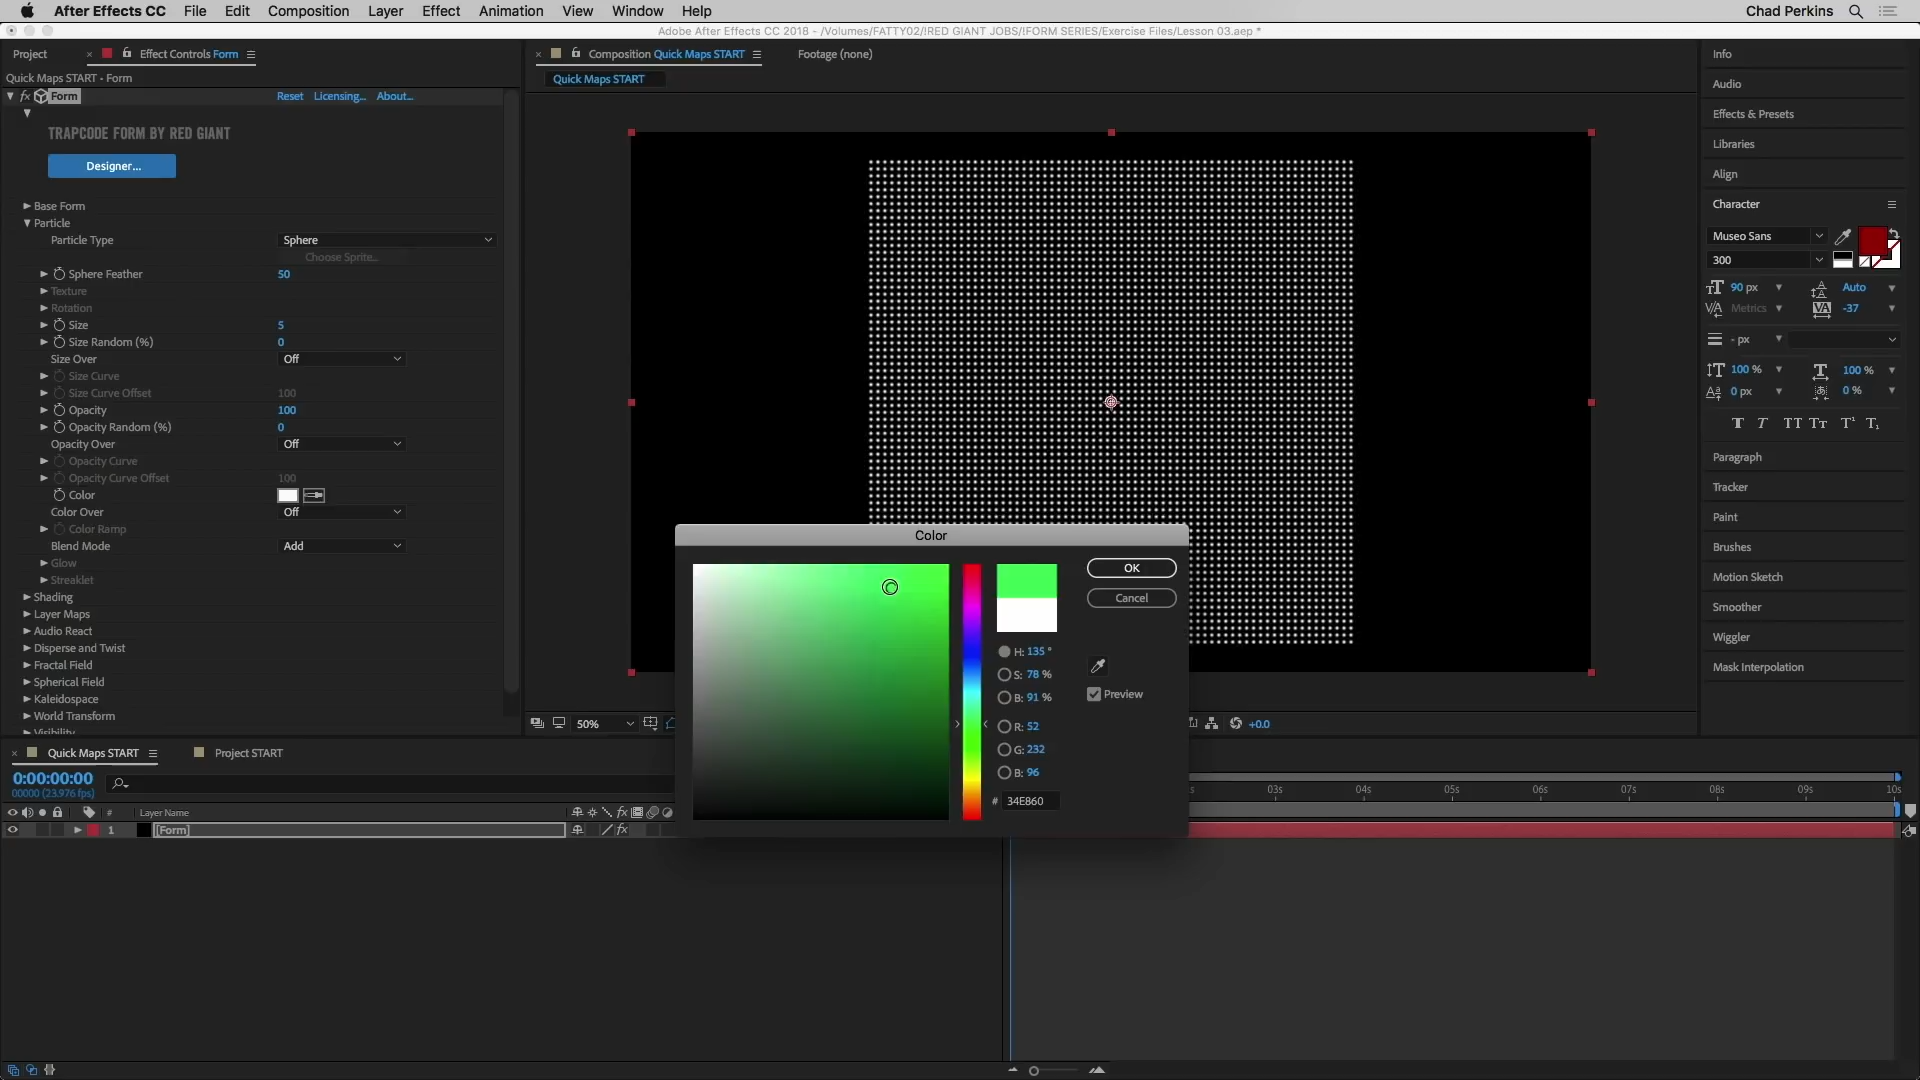 After Effects CC File Edit Composition Layer Effect Animation View Window Help Chad Perkins
Adobe After Effects CC 2018 - /Volumes/FATTY02/!RED GIANT JOBS/!FORM SERIES/Exercise Files/Lesson 03.aep *
Project × Effect Controls Form
Quick Maps START • Form
fx Form Reset Licensing... About...
TRAPCODE FORM BY RED GIANT
Designer...
Base Form
Particle
Particle Type Sphere
Choose Sprite...
Sphere Feather 50
Texture
Rotation
Size 5
Size Random (%) 0
Size Over Off
Size Curve
Size Curve Offset 100
Opacity 100
Opacity Random (%) 0
Opacity Over Off
Opacity Curve
Opacity Curve Offset 100
Color
Color Over Off
Color Ramp
Blend Mode Add
Glow
Streaklet
Shading
Layer Maps
Audio React
Disperse and Twist
Fractal Field
Spherical Field
Kaleidospace
World Transform
Visibility
× Composition Quick Maps START Footage (none)
Quick Maps START
50% +0.0
Color
OK
Cancel
H: 135 °
S: 78 %
B: 91 %
Preview
R: 52
G: 232
B: 96
# 34E860
Info
Audio
Effects & Presets
Libraries
Align
Character
Museo Sans
300
90 px Auto
Metrics -37
- px
100 % 100 %
0 px 0 %
T T TT Tt T¹ T₁
Paragraph
Tracker
Paint
Brushes
Motion Sketch
Smoother
Wiggler
Mask Interpolation
× Quick Maps START Project START
0:00:00:00
00000 (23.976 fps)
# Layer Name fx
1 [Form] fx
s 03s 04s 05s 06s 07s 08s 09s 10s